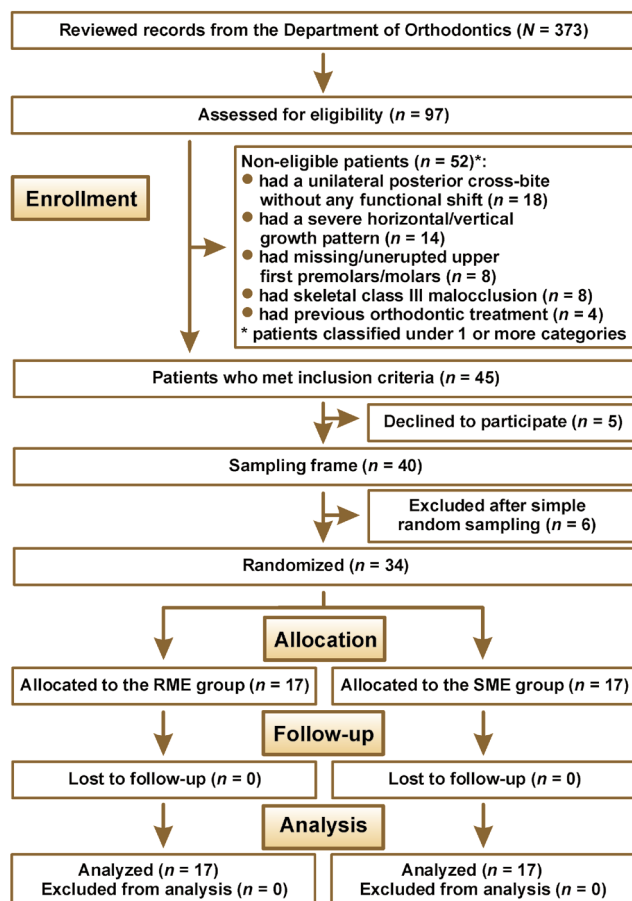 Reviewed records from the Department of Orthodontics (N = 373)
Assessed for eligibility (n = 97)
Enrollment
Non-eligible patients (n = 52)*:
● had a unilateral posterior cross-bite
without any functional shift (n = 18)
● had a severe horizontal/vertical
growth pattern (n = 14)
● had missing/unerupted upper
first premolars/molars (n = 8)
● had skeletal class III malocclusion (n = 8)
● had previous orthodontic treatment (n = 4)
* patients classified under 1 or more categories
Patients who met inclusion criteria (n = 45)
Declined to participate (n = 5)
Sampling frame (n = 40)
Excluded after simple
random sampling (n = 6)
Randomized (n = 34)
Allocation
Allocated to the RME group (n = 17)
Allocated to the SME group (n = 17)
Follow-up
Lost to follow-up (n = 0)
Lost to follow-up (n = 0)
Analysis
Analyzed (n = 17)
Excluded from analysis (n = 0)
Analyzed (n = 17)
Excluded from analysis (n = 0)